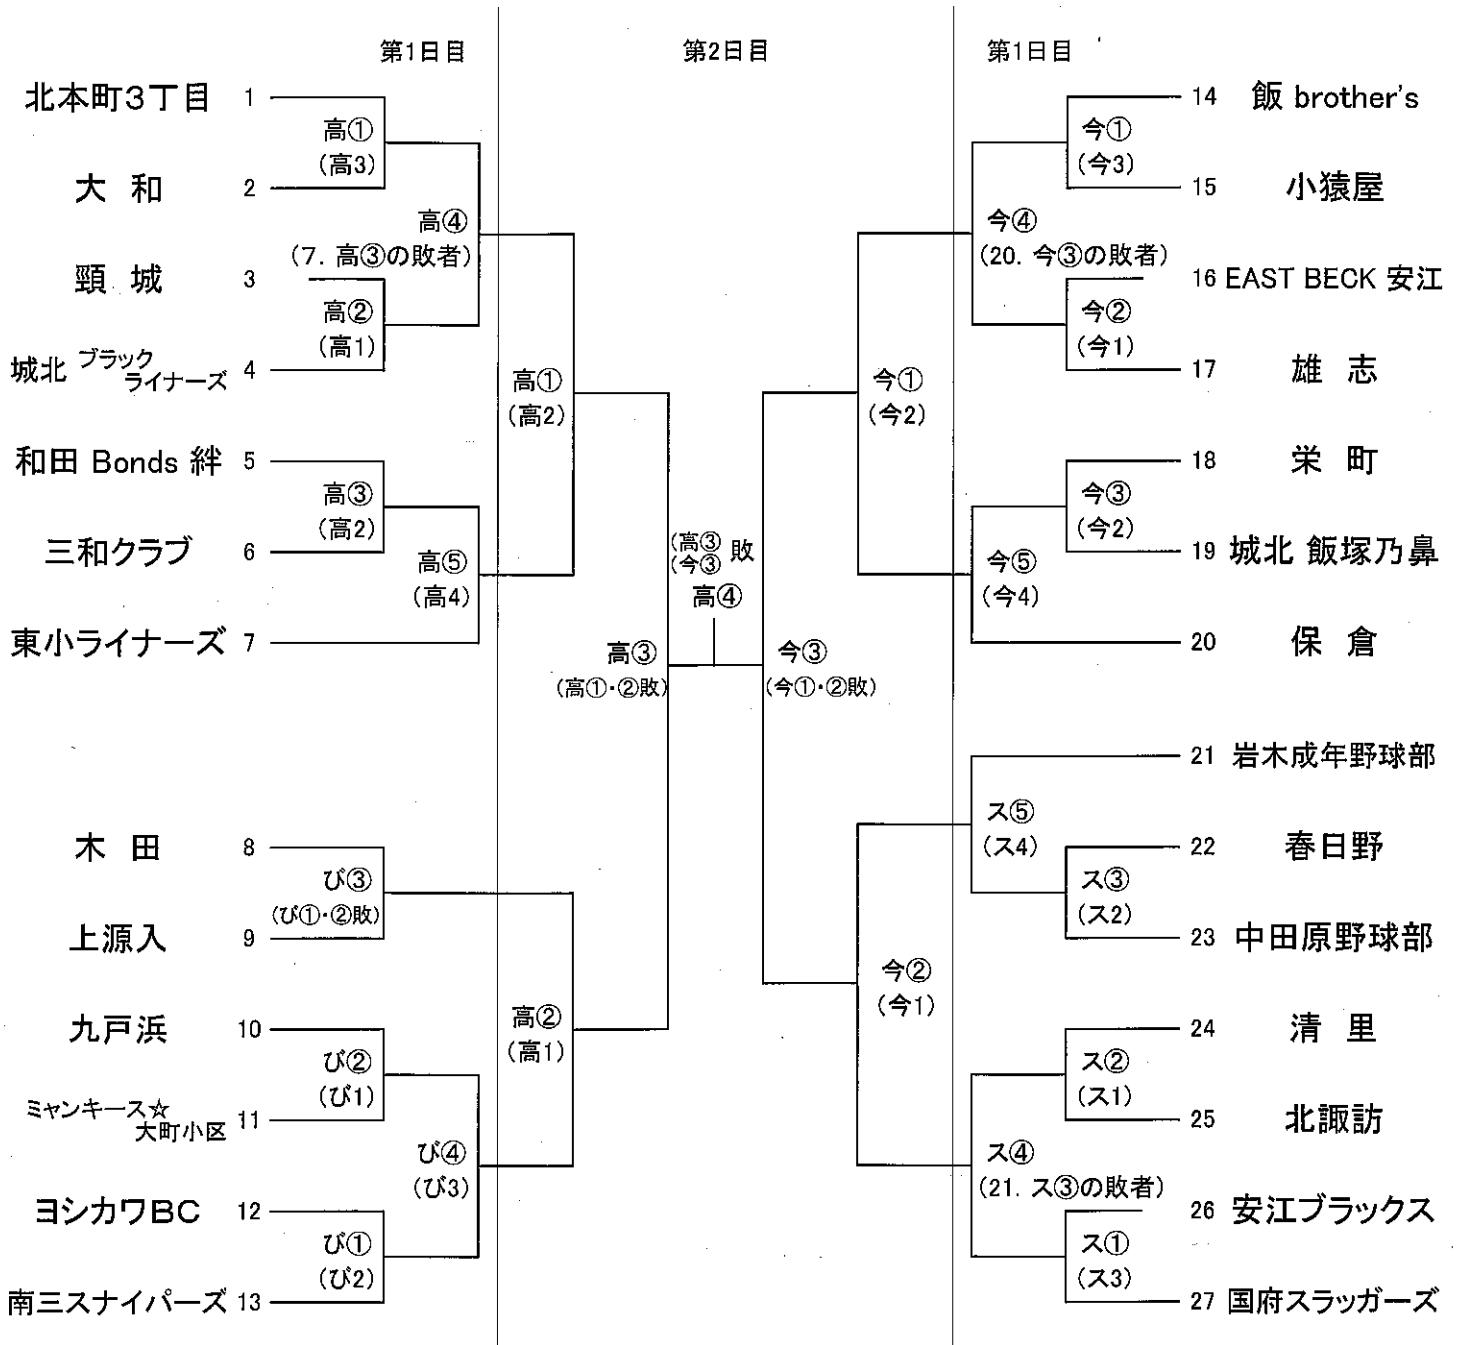 第1日目
第2日目
第1日目
北本町3丁目 1
高①
(高3)
大 和 2
高④
(7. 高③の敗者)
頸 城 3
高②
(高1)
城北 ブラック
ライナーズ 4
高①
(高2)
和田 Bonds 絆 5
高③
(高2)
三和クラブ 6
高⑤
(高4)
東小ライナーズ 7
木 田 8
び③
(び①・②敗)
上源入 9
九戸浜 10
び②
(び1)
ミャンキース☆
大町小区 11
高②
(高1)
び④
(び3)
ヨシカワBC 12
び①
(び2)
南三スナイパーズ 13
(高③
(今③ 敗
高④
高③
(高①・②敗)
今③
(今①・②敗)
14 飯 brother's
今①
(今3)
15 小猿屋
今④
(20. 今③の敗者)
16 EAST BECK 安江
今②
(今1)
17 雄 志
今①
(今2)
18 栄 町
今③
(今2)
19 城北 飯塚乃鼻
今⑤
(今4)
20 保 倉
21 岩木成年野球部
ス⑤
(ス4)
22 春日野
ス③
(ス2)
23 中田原野球部
今②
(今1)
24 清 里
ス②
(ス1)
25 北諏訪
ス④
(21. ス③の敗者)
26 安江ブラックス
ス①
(ス3)
27 国府スラッガーズ